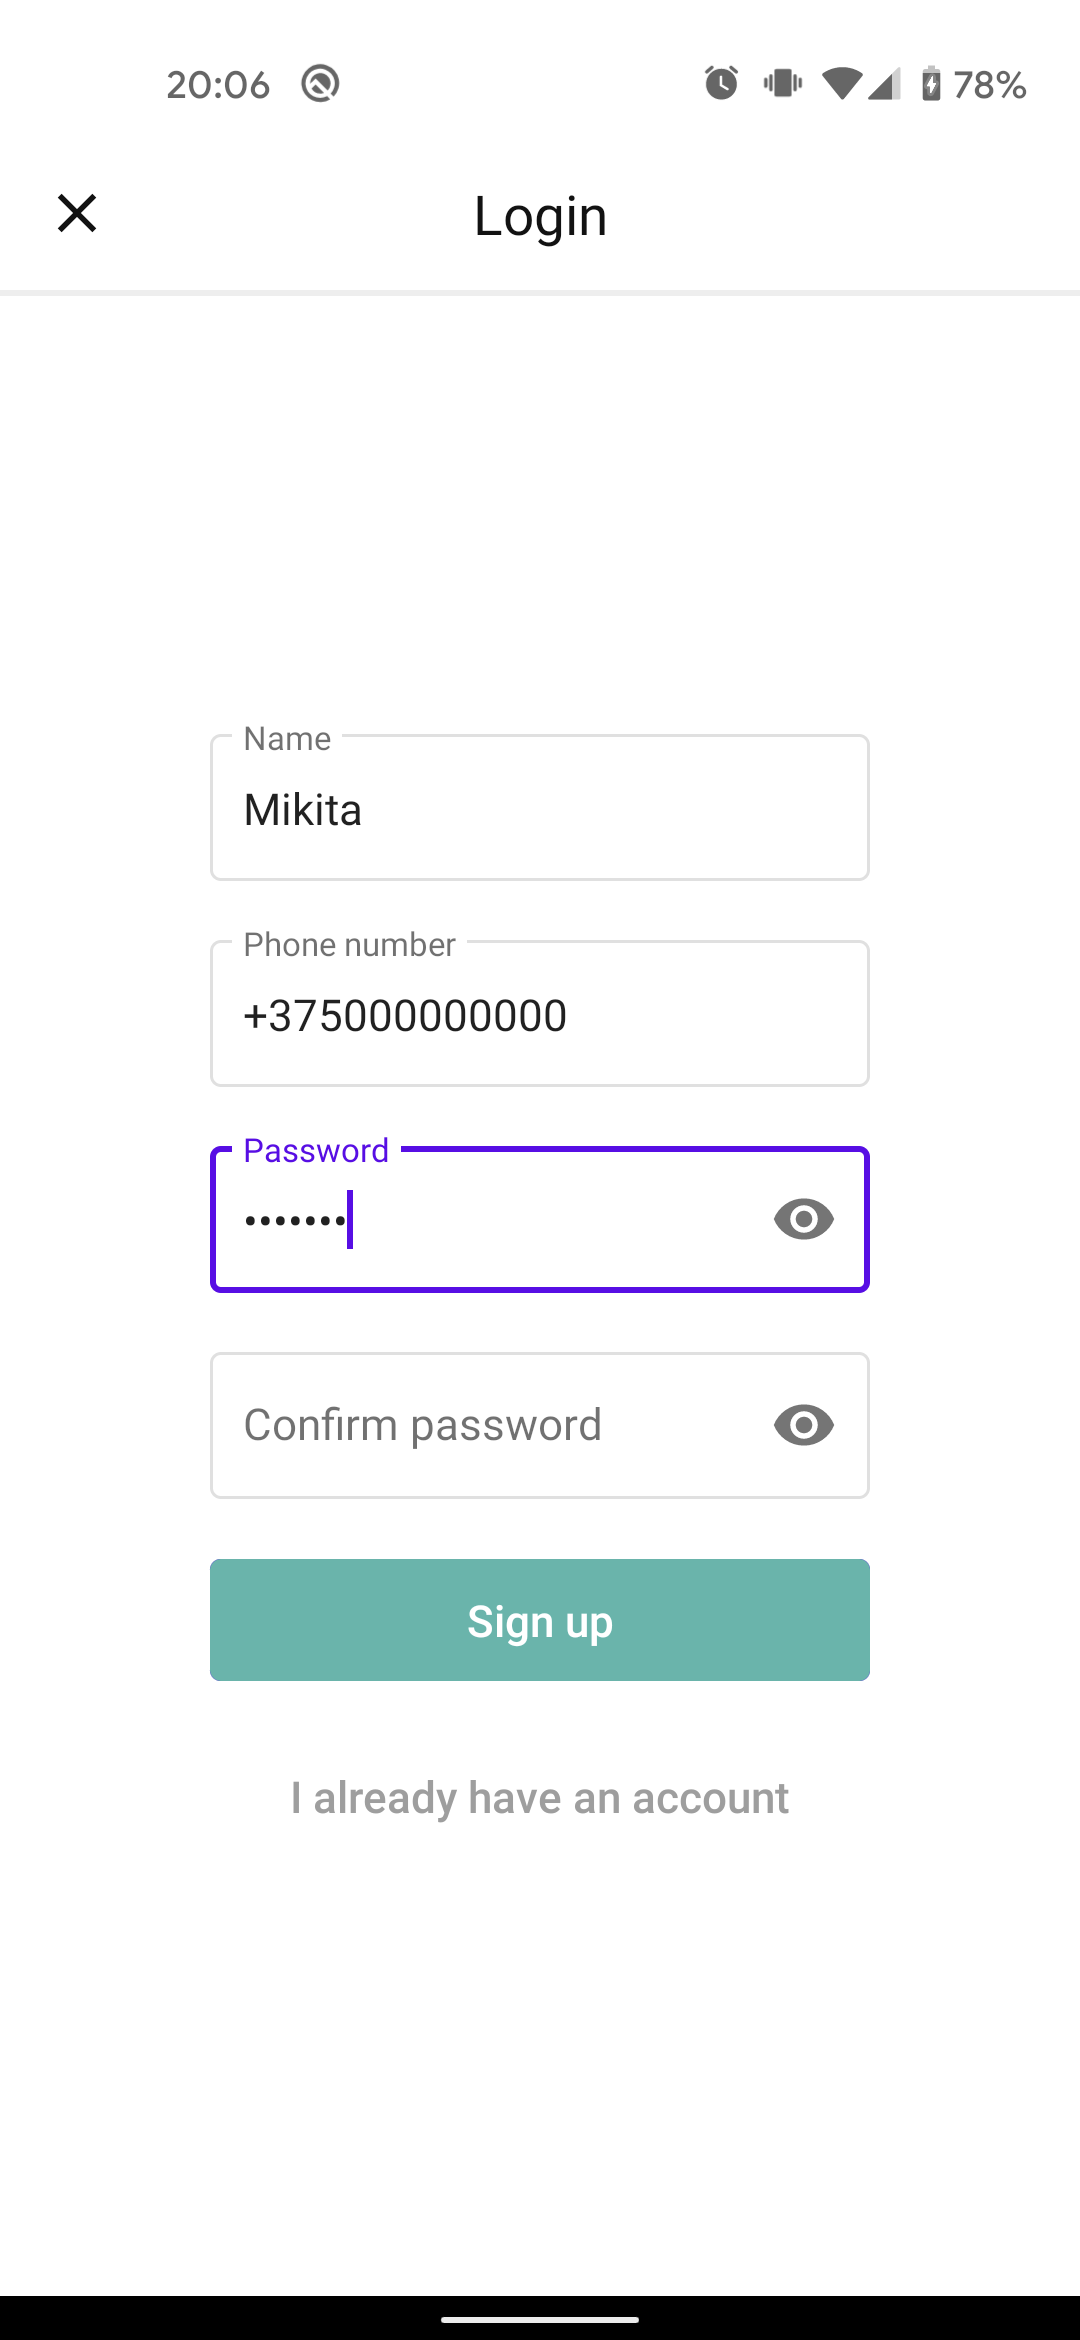 20:06
78%
Login
Name
Mikita
Phone number
+375000000000
Password
•••••••
Confirm password
Sign up
I already have an account